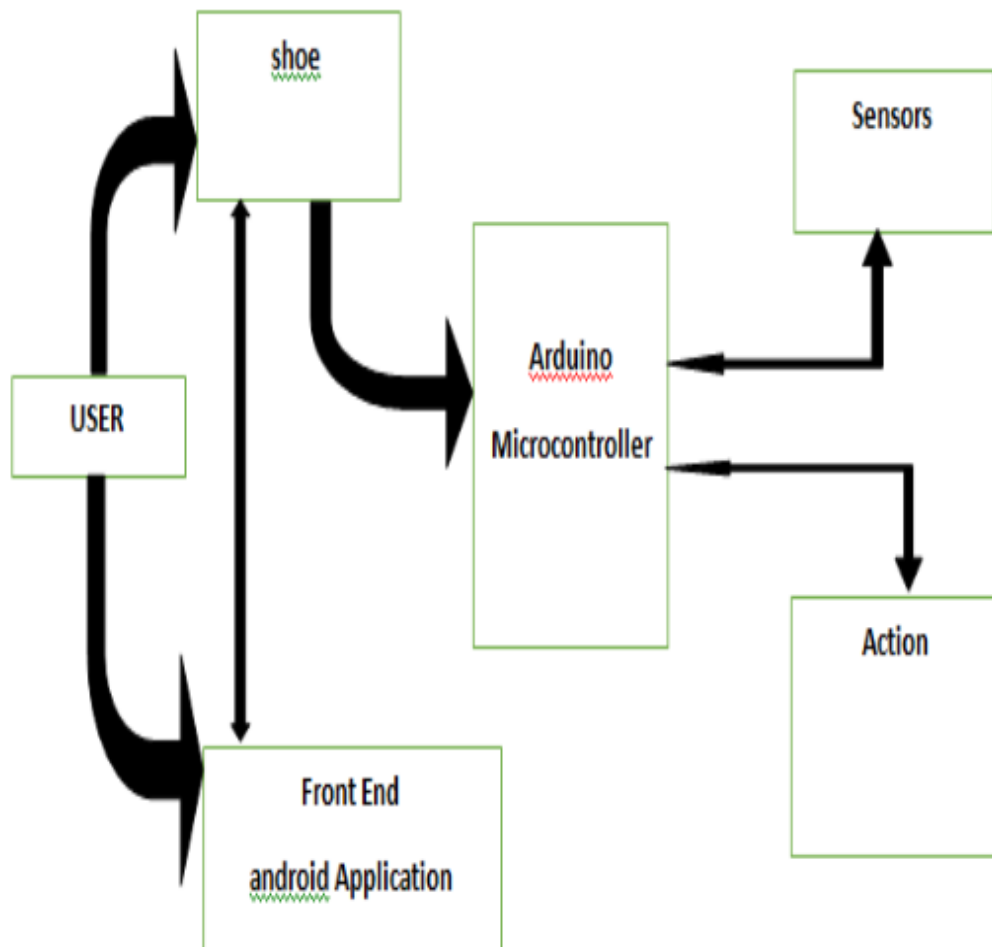 shoe
Sensors
Arduino
Microcontroller
USER
Action
Front End
android Application